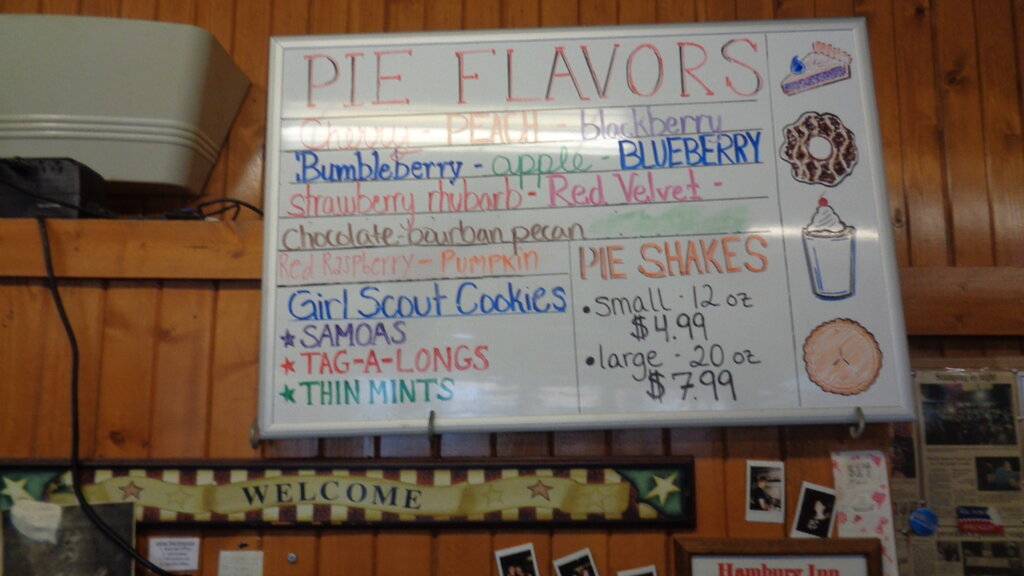 PIE FLAVORS
Cherry - PEACH - blackberry
Bumbleberry - apple - BLUEBERRY
strawberry rhubarb - Red Velvet -
Chocolate-bourban pecan
Red Raspberry - Pumpkin
Girl Scout Cookies
★ SAMOAS
★ TAG-A-LONGS
★ THIN MINTS
PIE SHAKES
• small - 12 oz
$4.99
• large - 20 oz
$7.99
WELCOME
Hamburg Inn